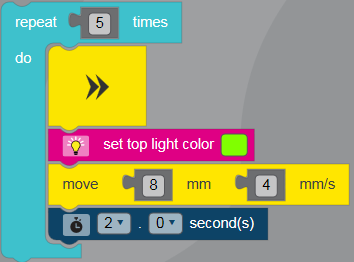 repeat 5 times
do
set top light color
move 8 mm 4 mm/s
2 . 0 second(s)